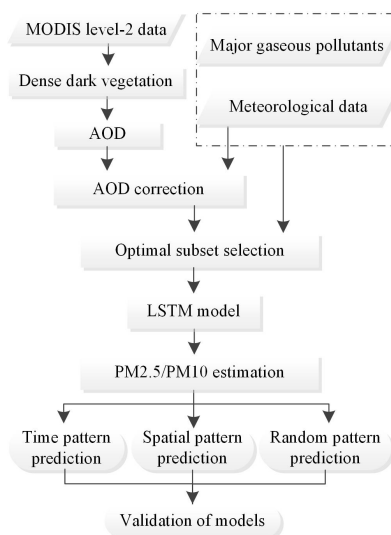 MODIS level-2 data
Major gaseous pollutants
Dense dark vegetation
Meteorological data
AOD
AOD correction
Optimal subset selection
LSTM model
PM2.5/PM10 estimation
Time pattern
prediction
Spatial pattern
prediction
Random pattern
prediction
Validation of models